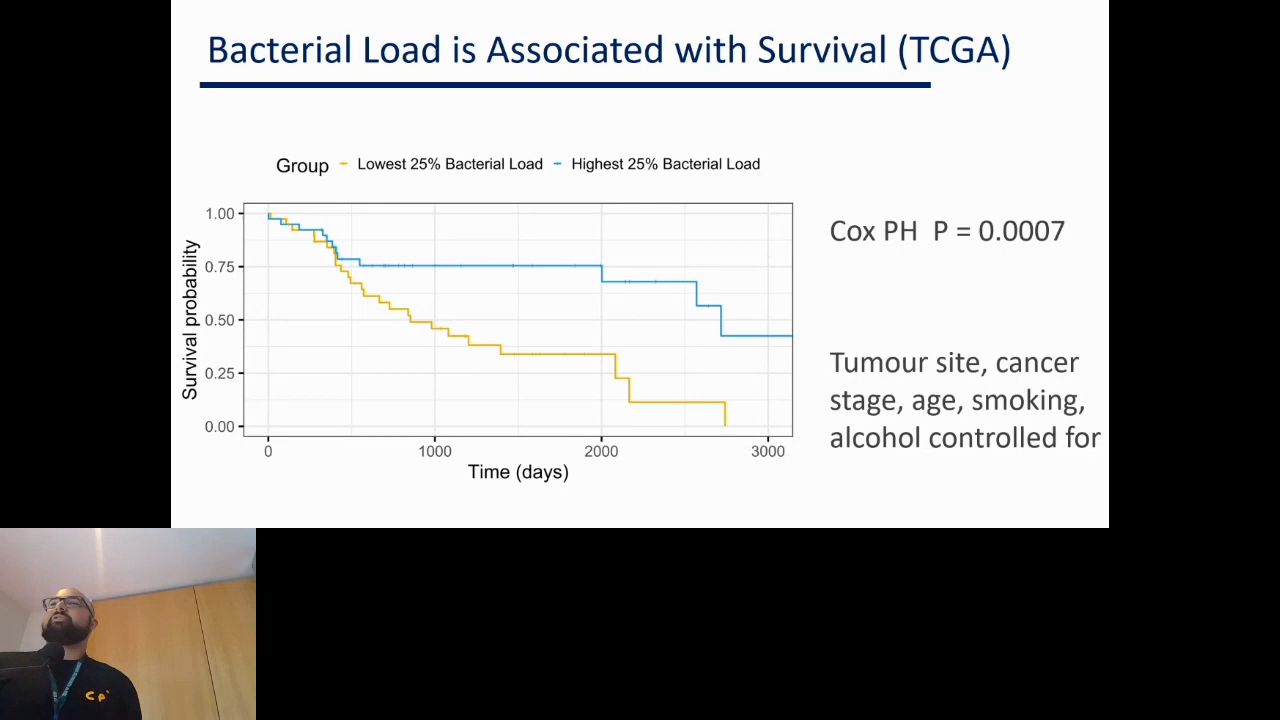 Bacterial Load is Associated with Survival (TCGA)
Group Lowest 25% Bacterial Load Highest 25% Bacterial Load
1.00
0.75
0.50
0.25
0.00
Survival probability
0 1000 2000 3000
Time (days)
Cox PH P = 0.0007
Tumour site, cancer
stage, age, smoking,
alcohol controlled for